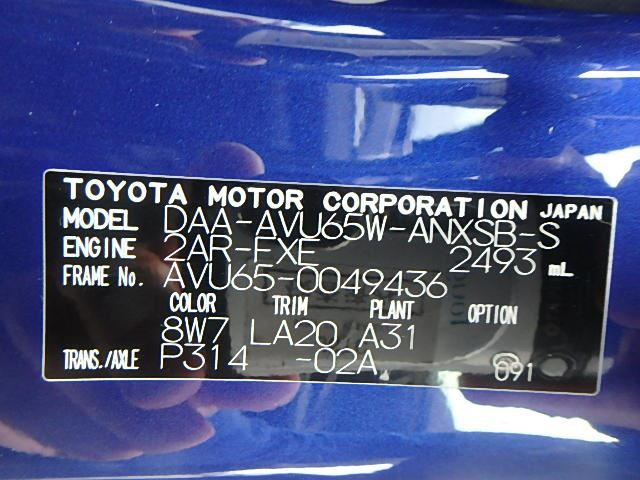 TOYOTA MOTOR CORPORATION JAPAN
MODEL DAA-AVU65W-ANXSB-S
ENGINE 2AR-FXE 2493 mL
FRAME No. AVU65-0049436
COLOR TRIM PLANT OPTION
8W7 LA20 A31
TRANS./AXLE P314 -02A 091